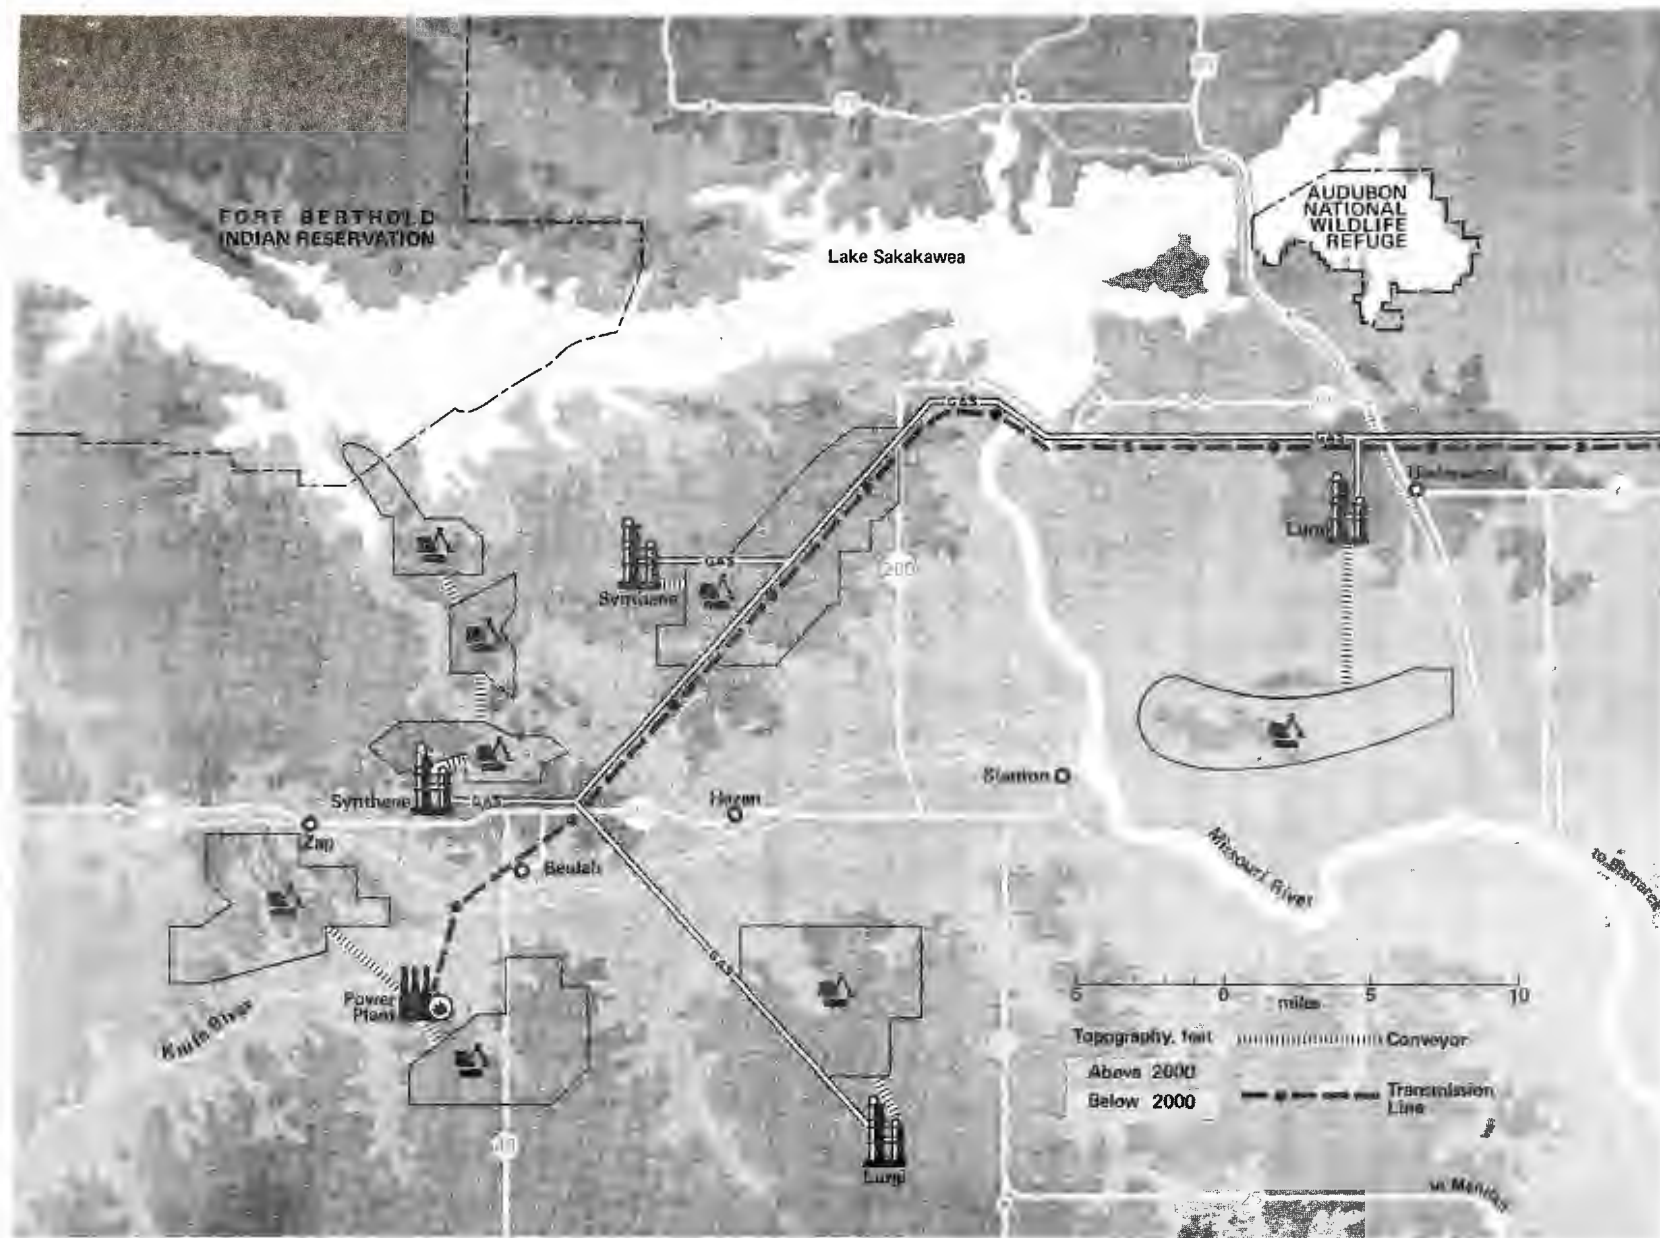 FORT BERTHOLD
INDIAN RESERVATION
AUDUBON
NATIONAL
WILDLIFE
REFUGE
Lake Sakakawea
GAS
GAS
Underwood
Lurgi
GAS
200
Synthane
Stanton
Synthane
GAS
Hazen
Zap
Beulah
Missouri River
to Bismarck
GAS
Power
Plant
Knife River
5 0 5 10
miles
Topography, feet
Conveyor
Above 2000
Below 2000
Transmission
Line
49
Lurgi